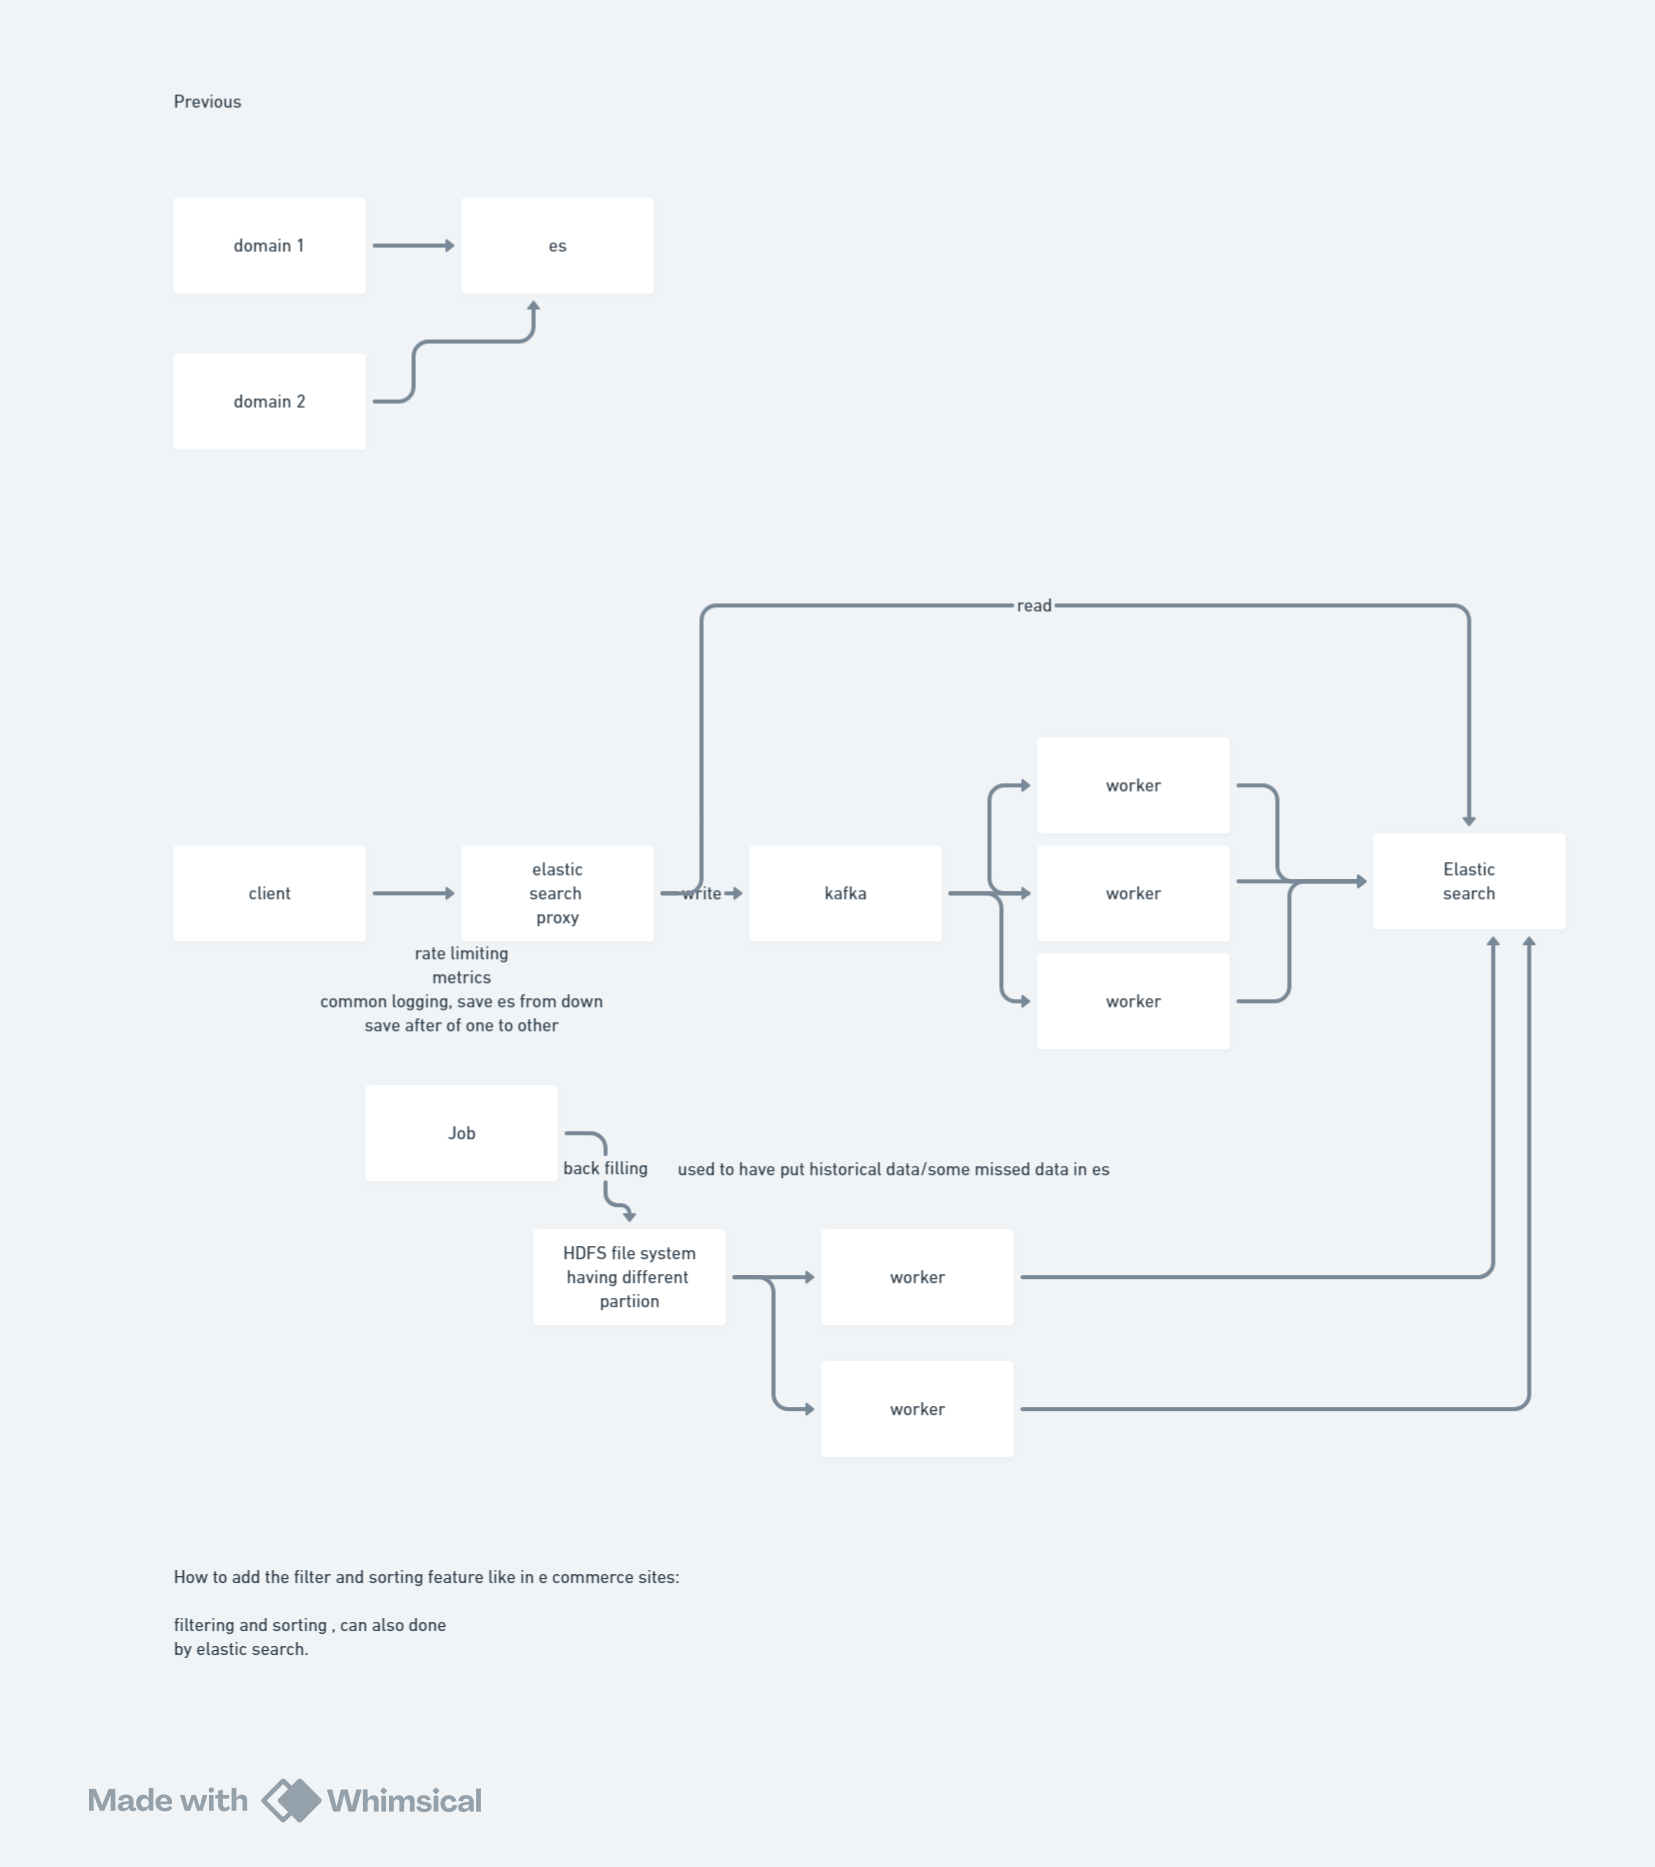 Previous
domain 1
es
domain 2
read
worker
client
elastic
search
proxy
write
kafka
worker
Elastic
search
rate limiting
metrics
common logging, save es from down
save after of one to other
worker
Job
back filling
used to have put historical data/some missed data in es
HDFS file system
having different
partiion
worker
worker
How to add the filter and sorting feature like in e commerce sites:
filtering and sorting , can also done
by elastic search.
Made with Whimsical